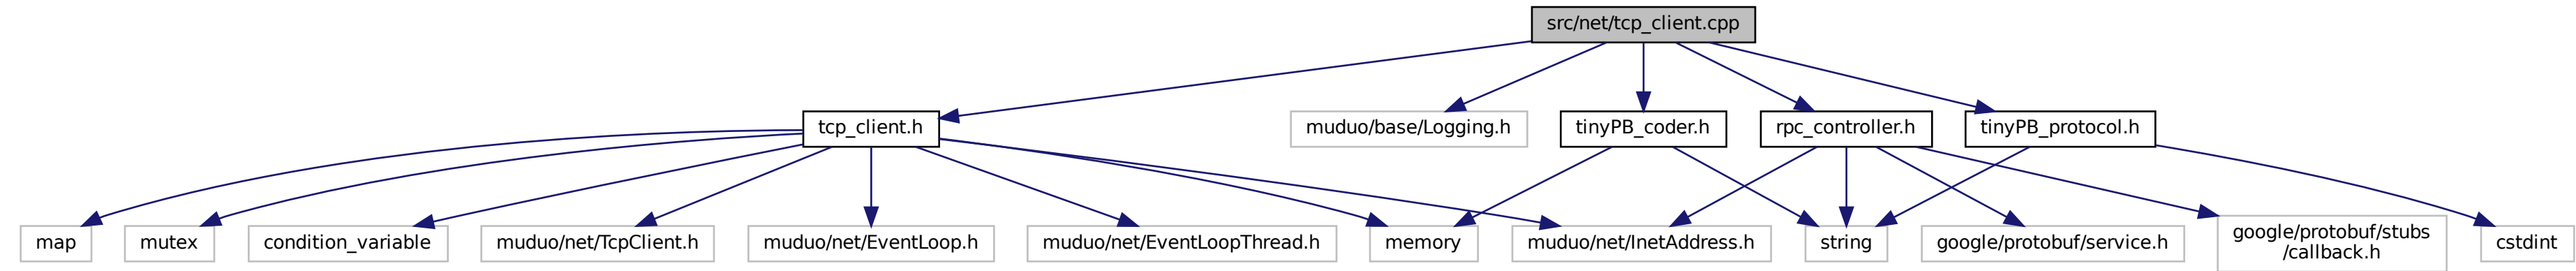 src/net/tcp_client.cpp
tcp_client.h
muduo/base/Logging.h
tinyPB_coder.h
rpc_controller.h
tinyPB_protocol.h
map
mutex
condition_variable
muduo/net/TcpClient.h
muduo/net/EventLoop.h
muduo/net/EventLoopThread.h
memory
muduo/net/InetAddress.h
string
google/protobuf/service.h
google/protobuf/stubs
/callback.h
cstdint